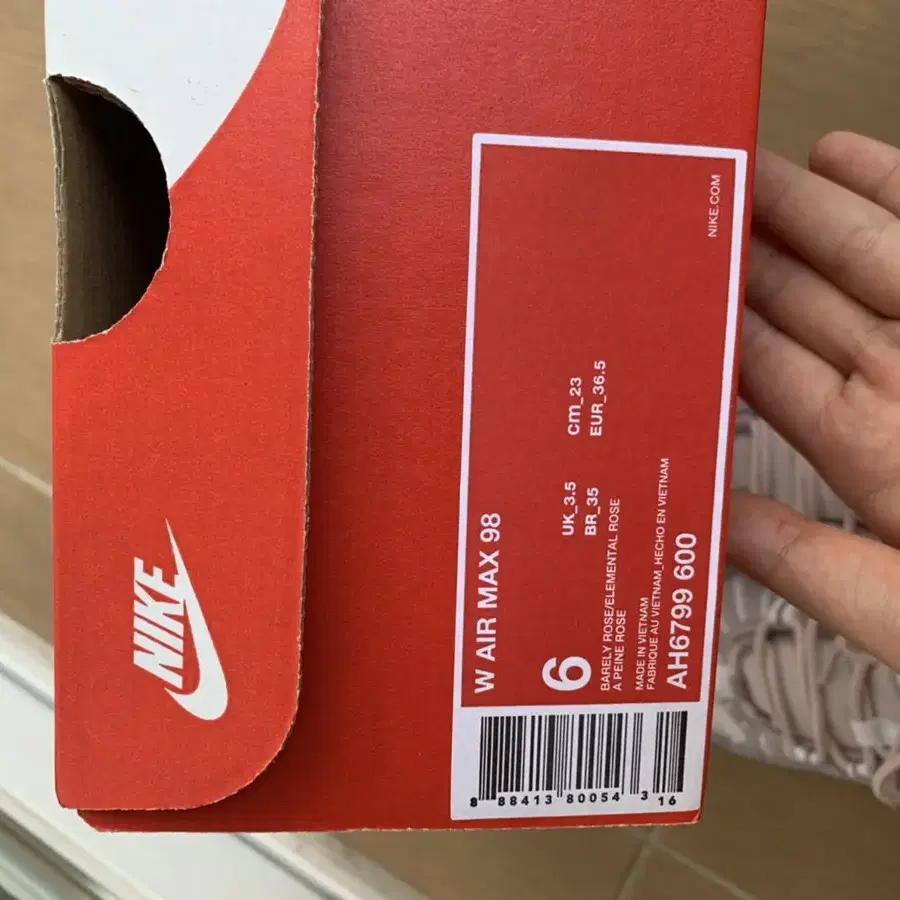 NIKE
NIKE.COM
W AIR MAX 98
6
UK_3.5 cm_23
BR_35 EUR_36.5
BARELY ROSE/ELEMENTAL ROSE
A PEINE ROSE
MADE IN VIETNAM
FABRIQUE AU VIETNAM_HECHO EN VIETNAM
AH6799 600
8 88413 80054 3 16